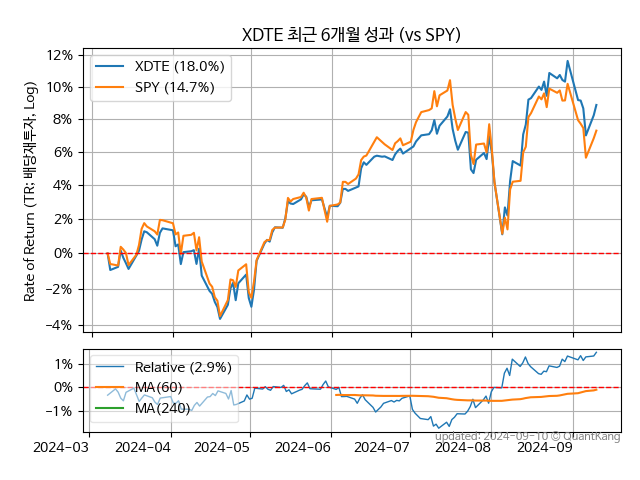 XDTE 최근 6개월 성과 (vs SPY)
Rate of Return (TR; 배당재투자, Log)
12%
10%
8%
6%
4%
2%
0%
−2%
−4%
XDTE (18.0%)
SPY (14.7%)
1%
0%
−1%
Relative (2.9%)
MA(60)
MA(240)
updated: 2024-09-10 © QuantKang
2024-03 2024-04 2024-05 2024-06 2024-07 2024-08 2024-09